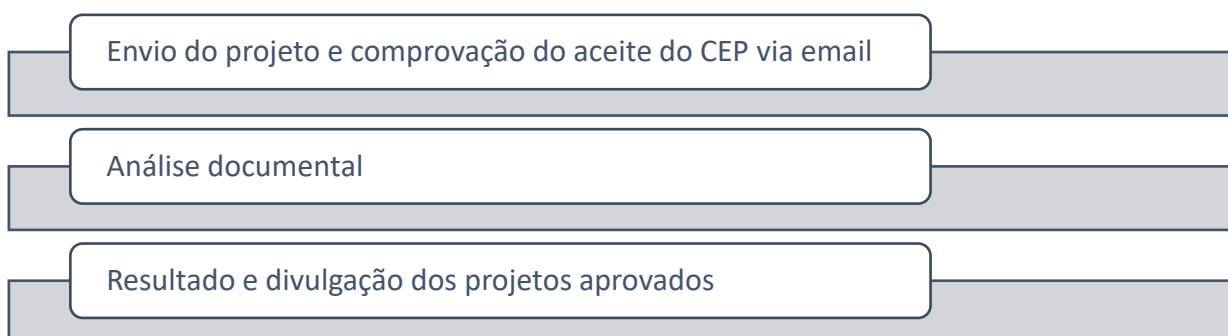 Envio do projeto e comprovação do aceite do CEP via email
Análise documental
Resultado e divulgação dos projetos aprovados